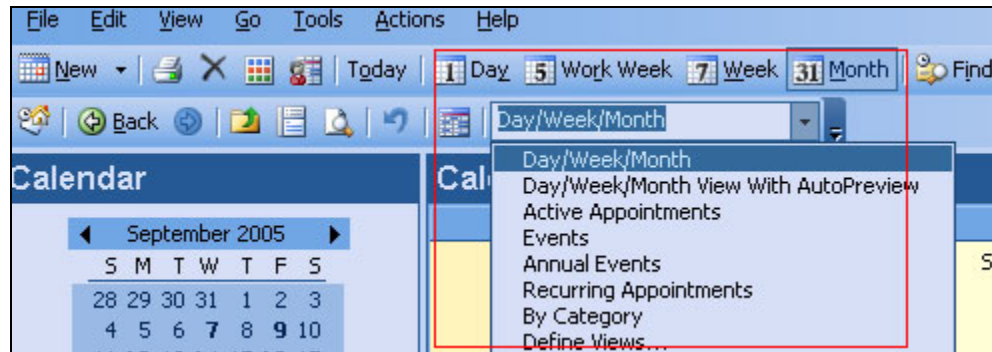 File Edit View Go Tools Actions Help
New Today 1 Day 5 Work Week 7 Week 31 Month Find
Back Day/Week/Month
Calendar
Day/Week/Month
Day/Week/Month View With AutoPreview
Active Appointments
Events
Annual Events
Recurring Appointments
By Category
Define Views...
September 2005
S M T W T F S
28 29 30 31 1 2 3
4 5 6 7 8 9 10